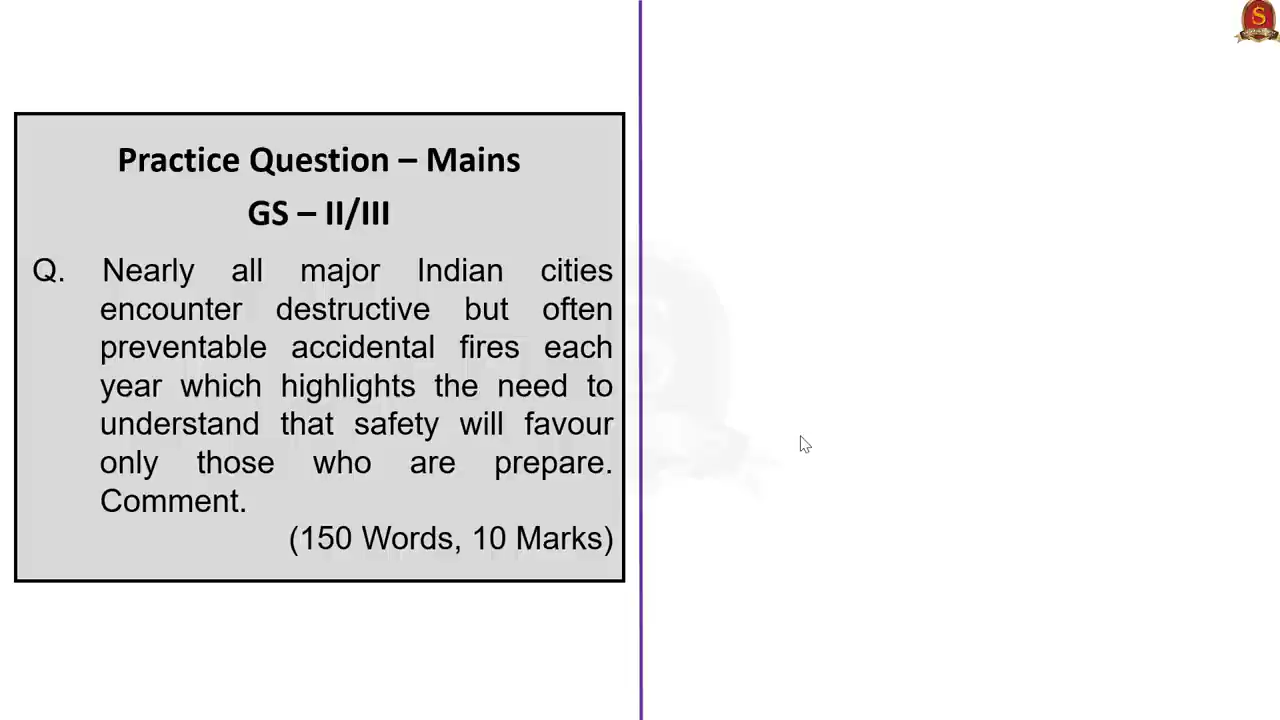 S
Practice Question – Mains
GS – II/III
Q. Nearly all major Indian cities
encounter destructive but often
preventable accidental fires each
year which highlights the need to
understand that safety will favour
only those who are prepare.
Comment.
(150 Words, 10 Marks)